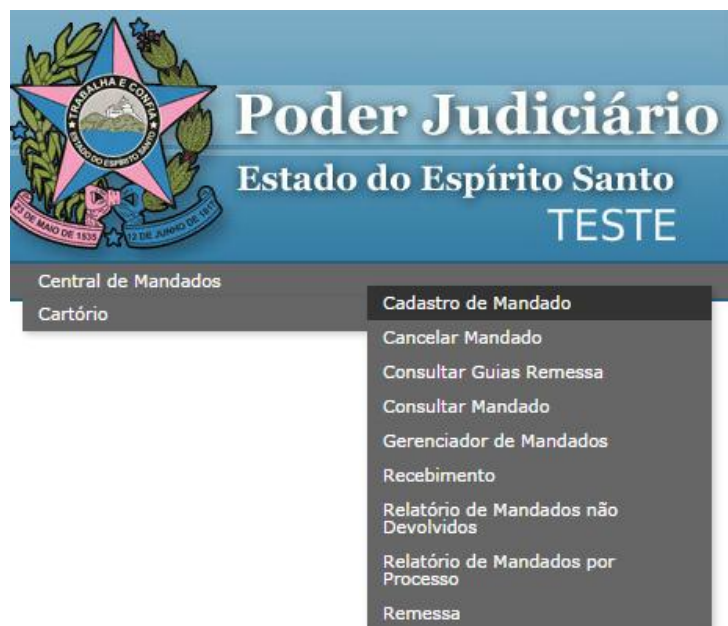 TRABALHA E CONFIA
ESTADO DO ESPÍRITO SANTO
23 DE MAIO DE 1535
12 DE JUNHO DE 1817
Poder Judiciário
Estado do Espírito Santo
TESTE
Central de Mandados
Cartório
Cadastro de Mandado
Cancelar Mandado
Consultar Guias Remessa
Consultar Mandado
Gerenciador de Mandados
Recebimento
Relatório de Mandados não
Devolvidos
Relatório de Mandados por
Processo
Remessa